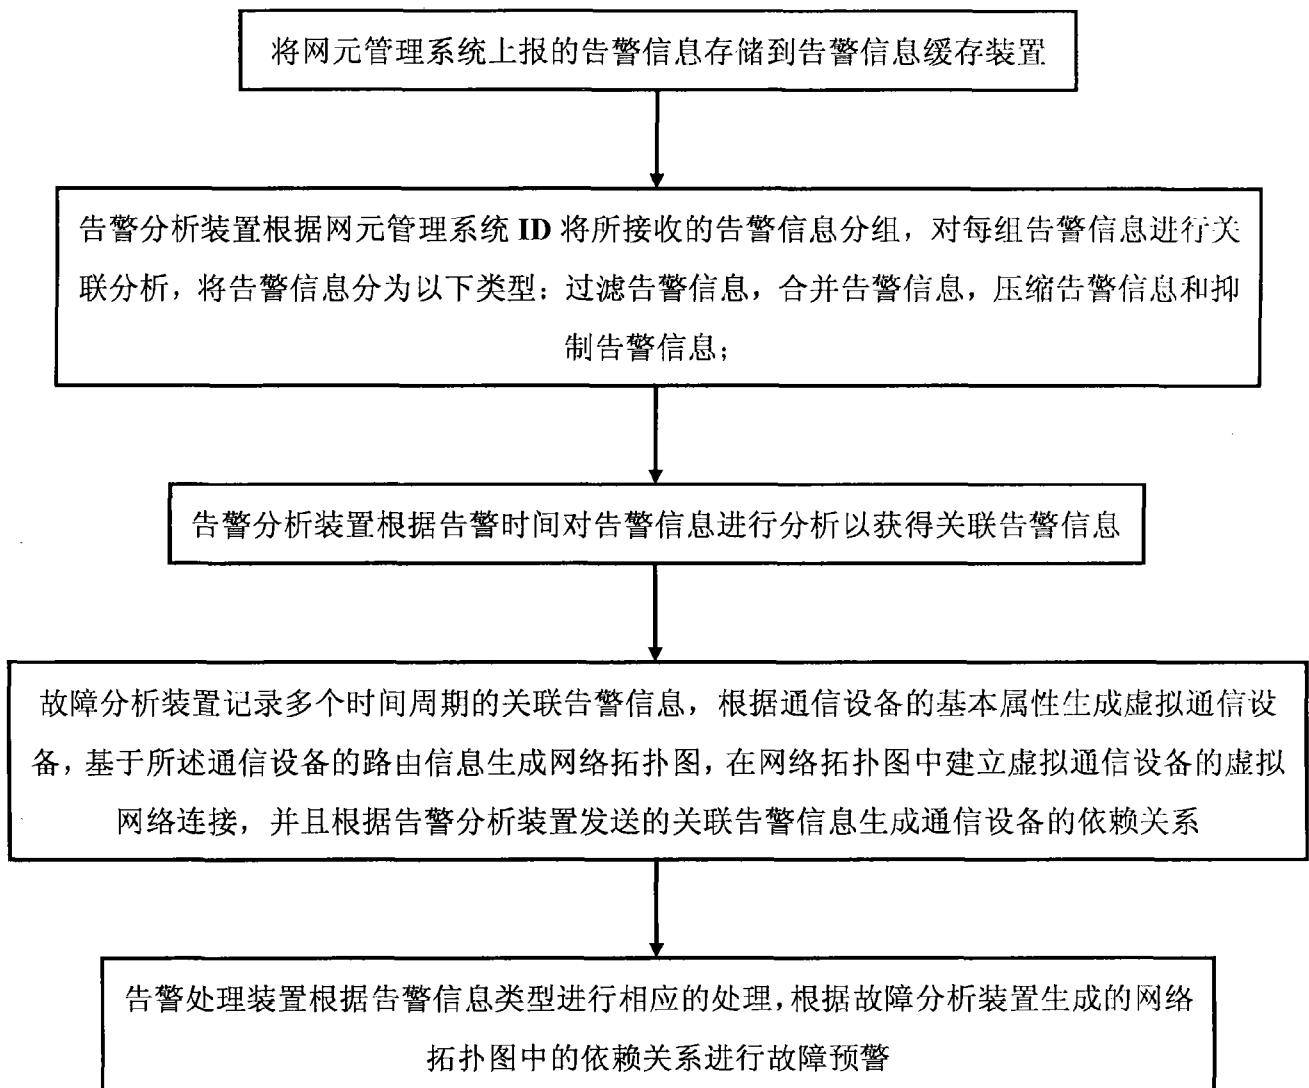 将网元管理系统上报的告警信息存储到告警信息缓存装置
告警分析装置根据网元管理系统 ID 将所接收的告警信息分组，对每组告警信息进行关
联分析，将告警信息分为以下类型：过滤告警信息，合并告警信息，压缩告警信息和抑
制告警信息；
告警分析装置根据告警时间对告警信息进行分析以获得关联告警信息
故障分析装置记录多个时间周期的关联告警信息，根据通信设备的基本属性生成虚拟通信设
备，基于所述通信设备的路由信息生成网络拓扑图，在网络拓扑图中建立虚拟通信设备的虚拟
网络连接，并且根据告警分析装置发送的关联告警信息生成通信设备的依赖关系
告警处理装置根据告警信息类型进行相应的处理，根据故障分析装置生成的网络
拓扑图中的依赖关系进行故障预警